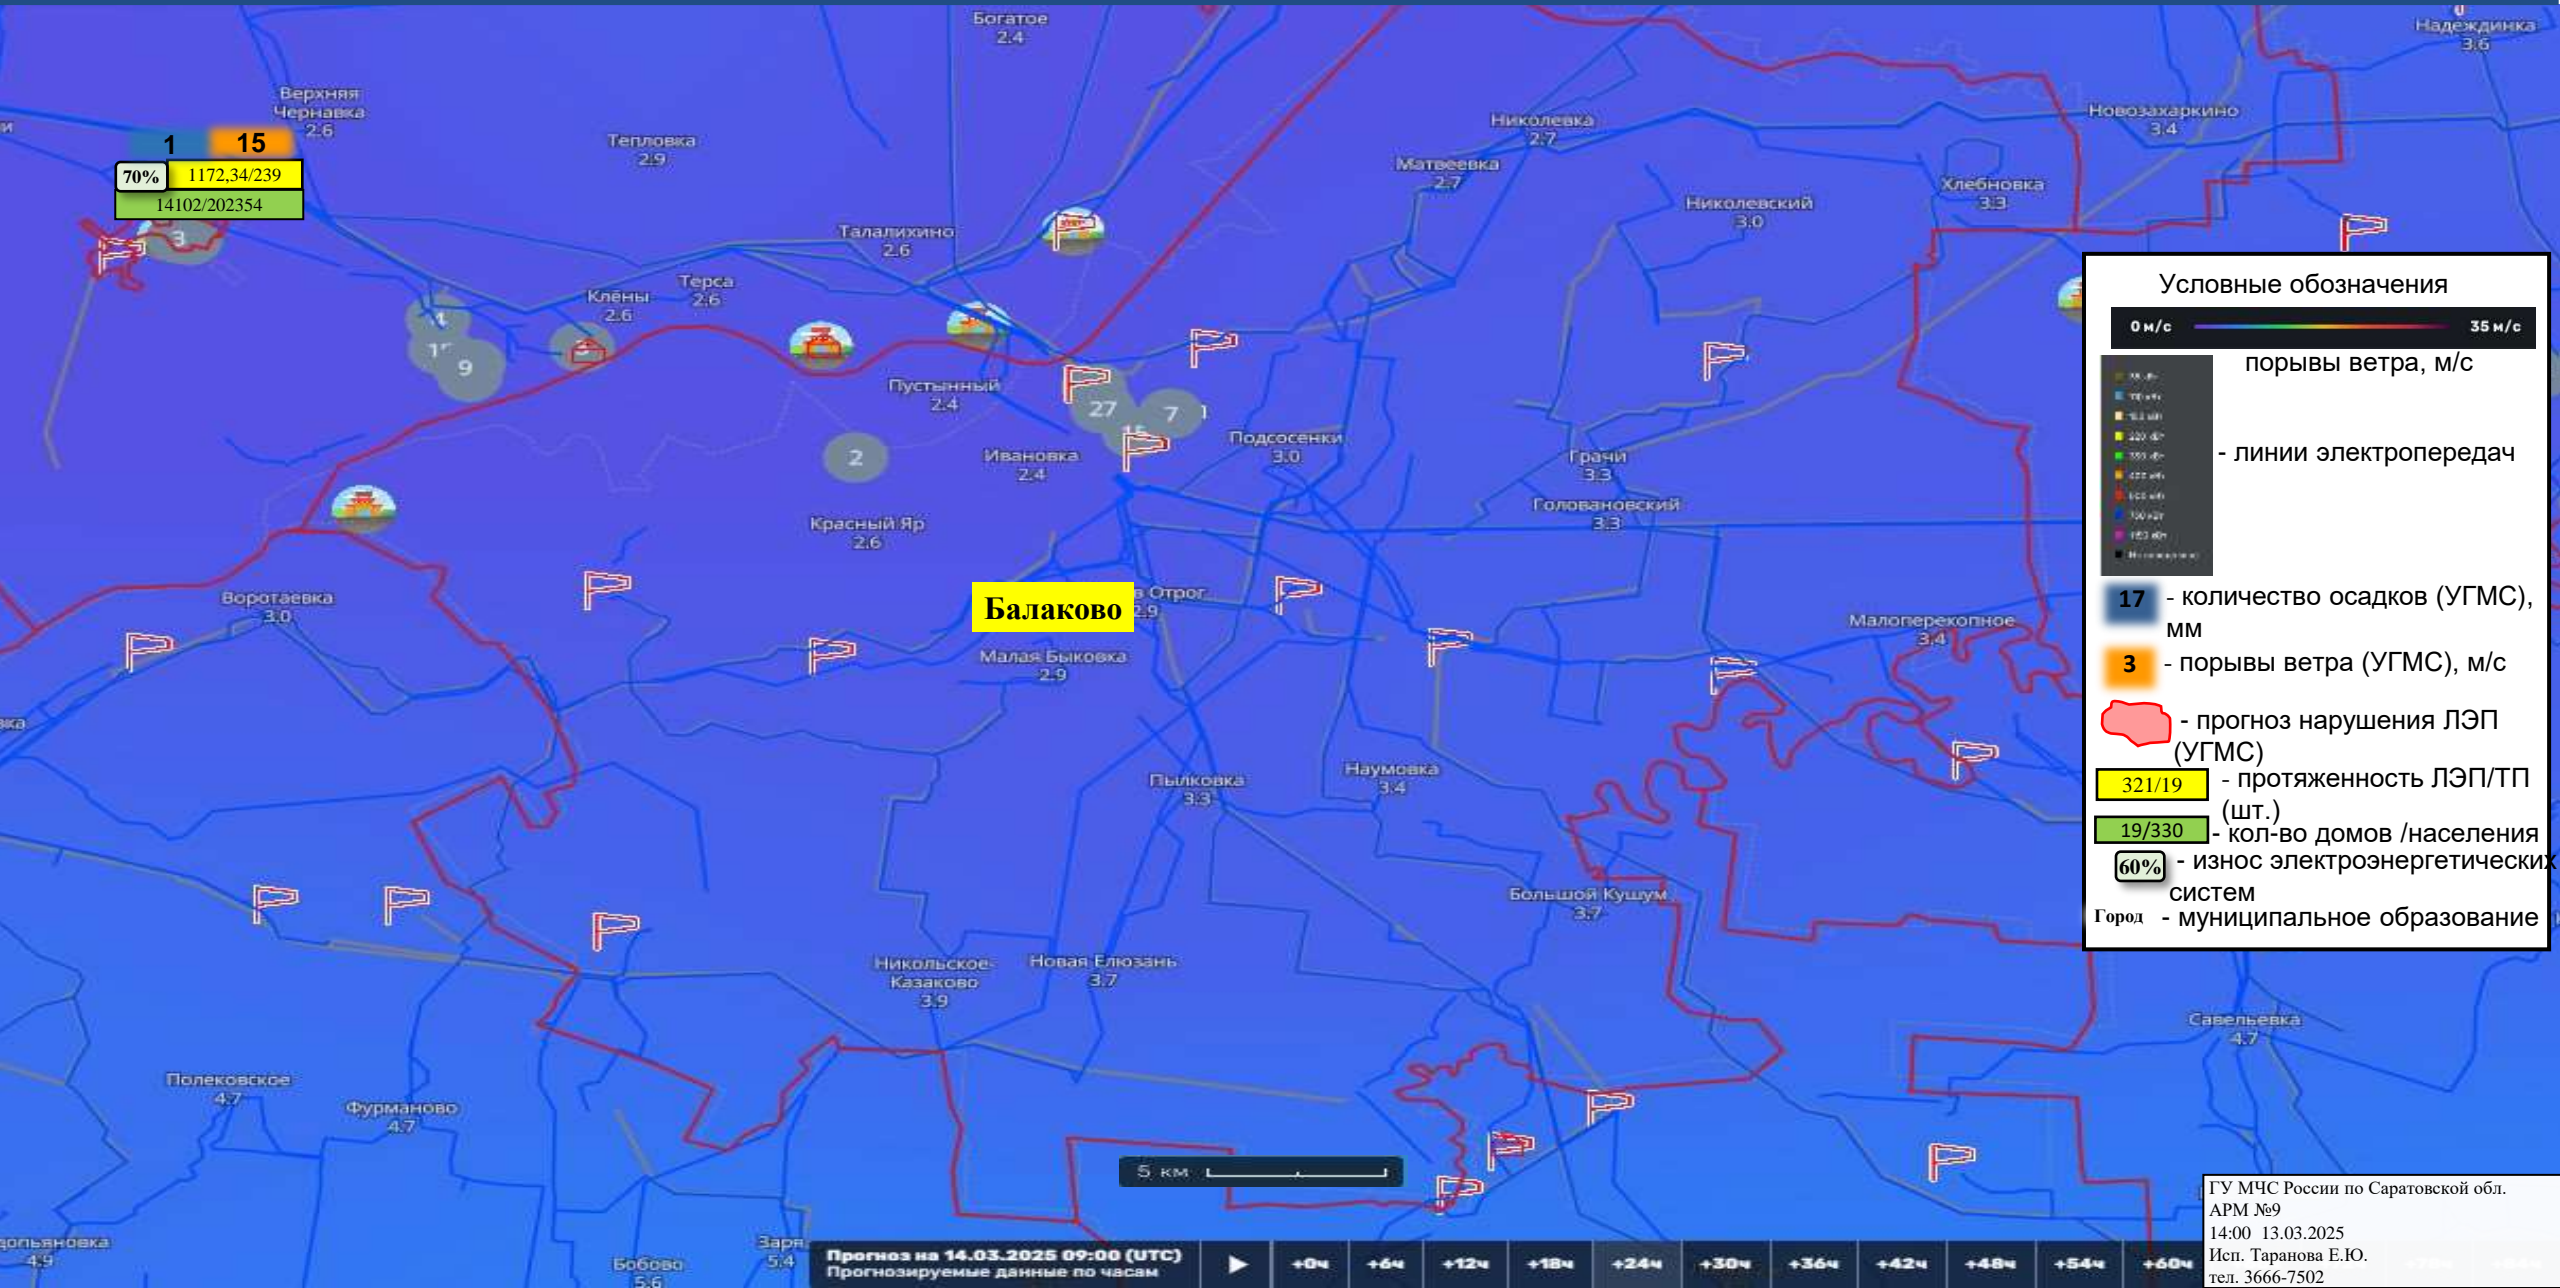 Богатое
2.4
Надеждинка
3.6
Верхняя
Чернавка
2.6
Тепловка
2.9
Николевка
2.7
Новозахаркино
3.4
1
15
70%
1172,34/239
14102/202354
Матвеевка
2.7
Хлебновка
3.3
Николевский
3.0
Талалихино
2.6
3
Терса
2.6
Клёны
2.6
4
9
Пустынный
2.4
27
7
15
2
Ивановка
2.4
Подсосенки
3.0
Грачи
3.3
Головановский
3.3
Красный Яр
2.6
Балаково
в Отрог
2.9
Воротаевка
3.0
Малоперекопное
3.4
Малая Быковка
2.9
вка
Пылковка
3.3
Наумовка
3.4
Большой Кушум
3.7
Никольское-
Казаково
3.9
Новая Елюзань
3.7
Савельевка
4.7
Полековское
4.7
Фурманово
4.7
допьяновка
4.9
Бобово
5.6
Заря
5.4
Условные обозначения
0 м/с
35 м/с
порывы ветра, м/с
- линии электропередач
17 - количество осадков (УГМС),
мм
3 - порывы ветра (УГМС), м/с
- прогноз нарушения ЛЭП
(УГМС)
321/19 - протяженность ЛЭП/ТП
(шт.)
19/330 - кол-во домов /населения
60% - износ электроэнергетических
систем
Город - муниципальное образование
5 км
Прогноз на 14.03.2025 09:00 (UTC)
Прогнозируемые данные по часам
+0ч +6ч +12ч +18ч +24ч +30ч +36ч +42ч +48ч +54ч +60ч
ГУ МЧС России по Саратовской обл.
АРМ №9
14:00 13.03.2025
Исп. Таранова Е.Ю.
тел. 3666-7502